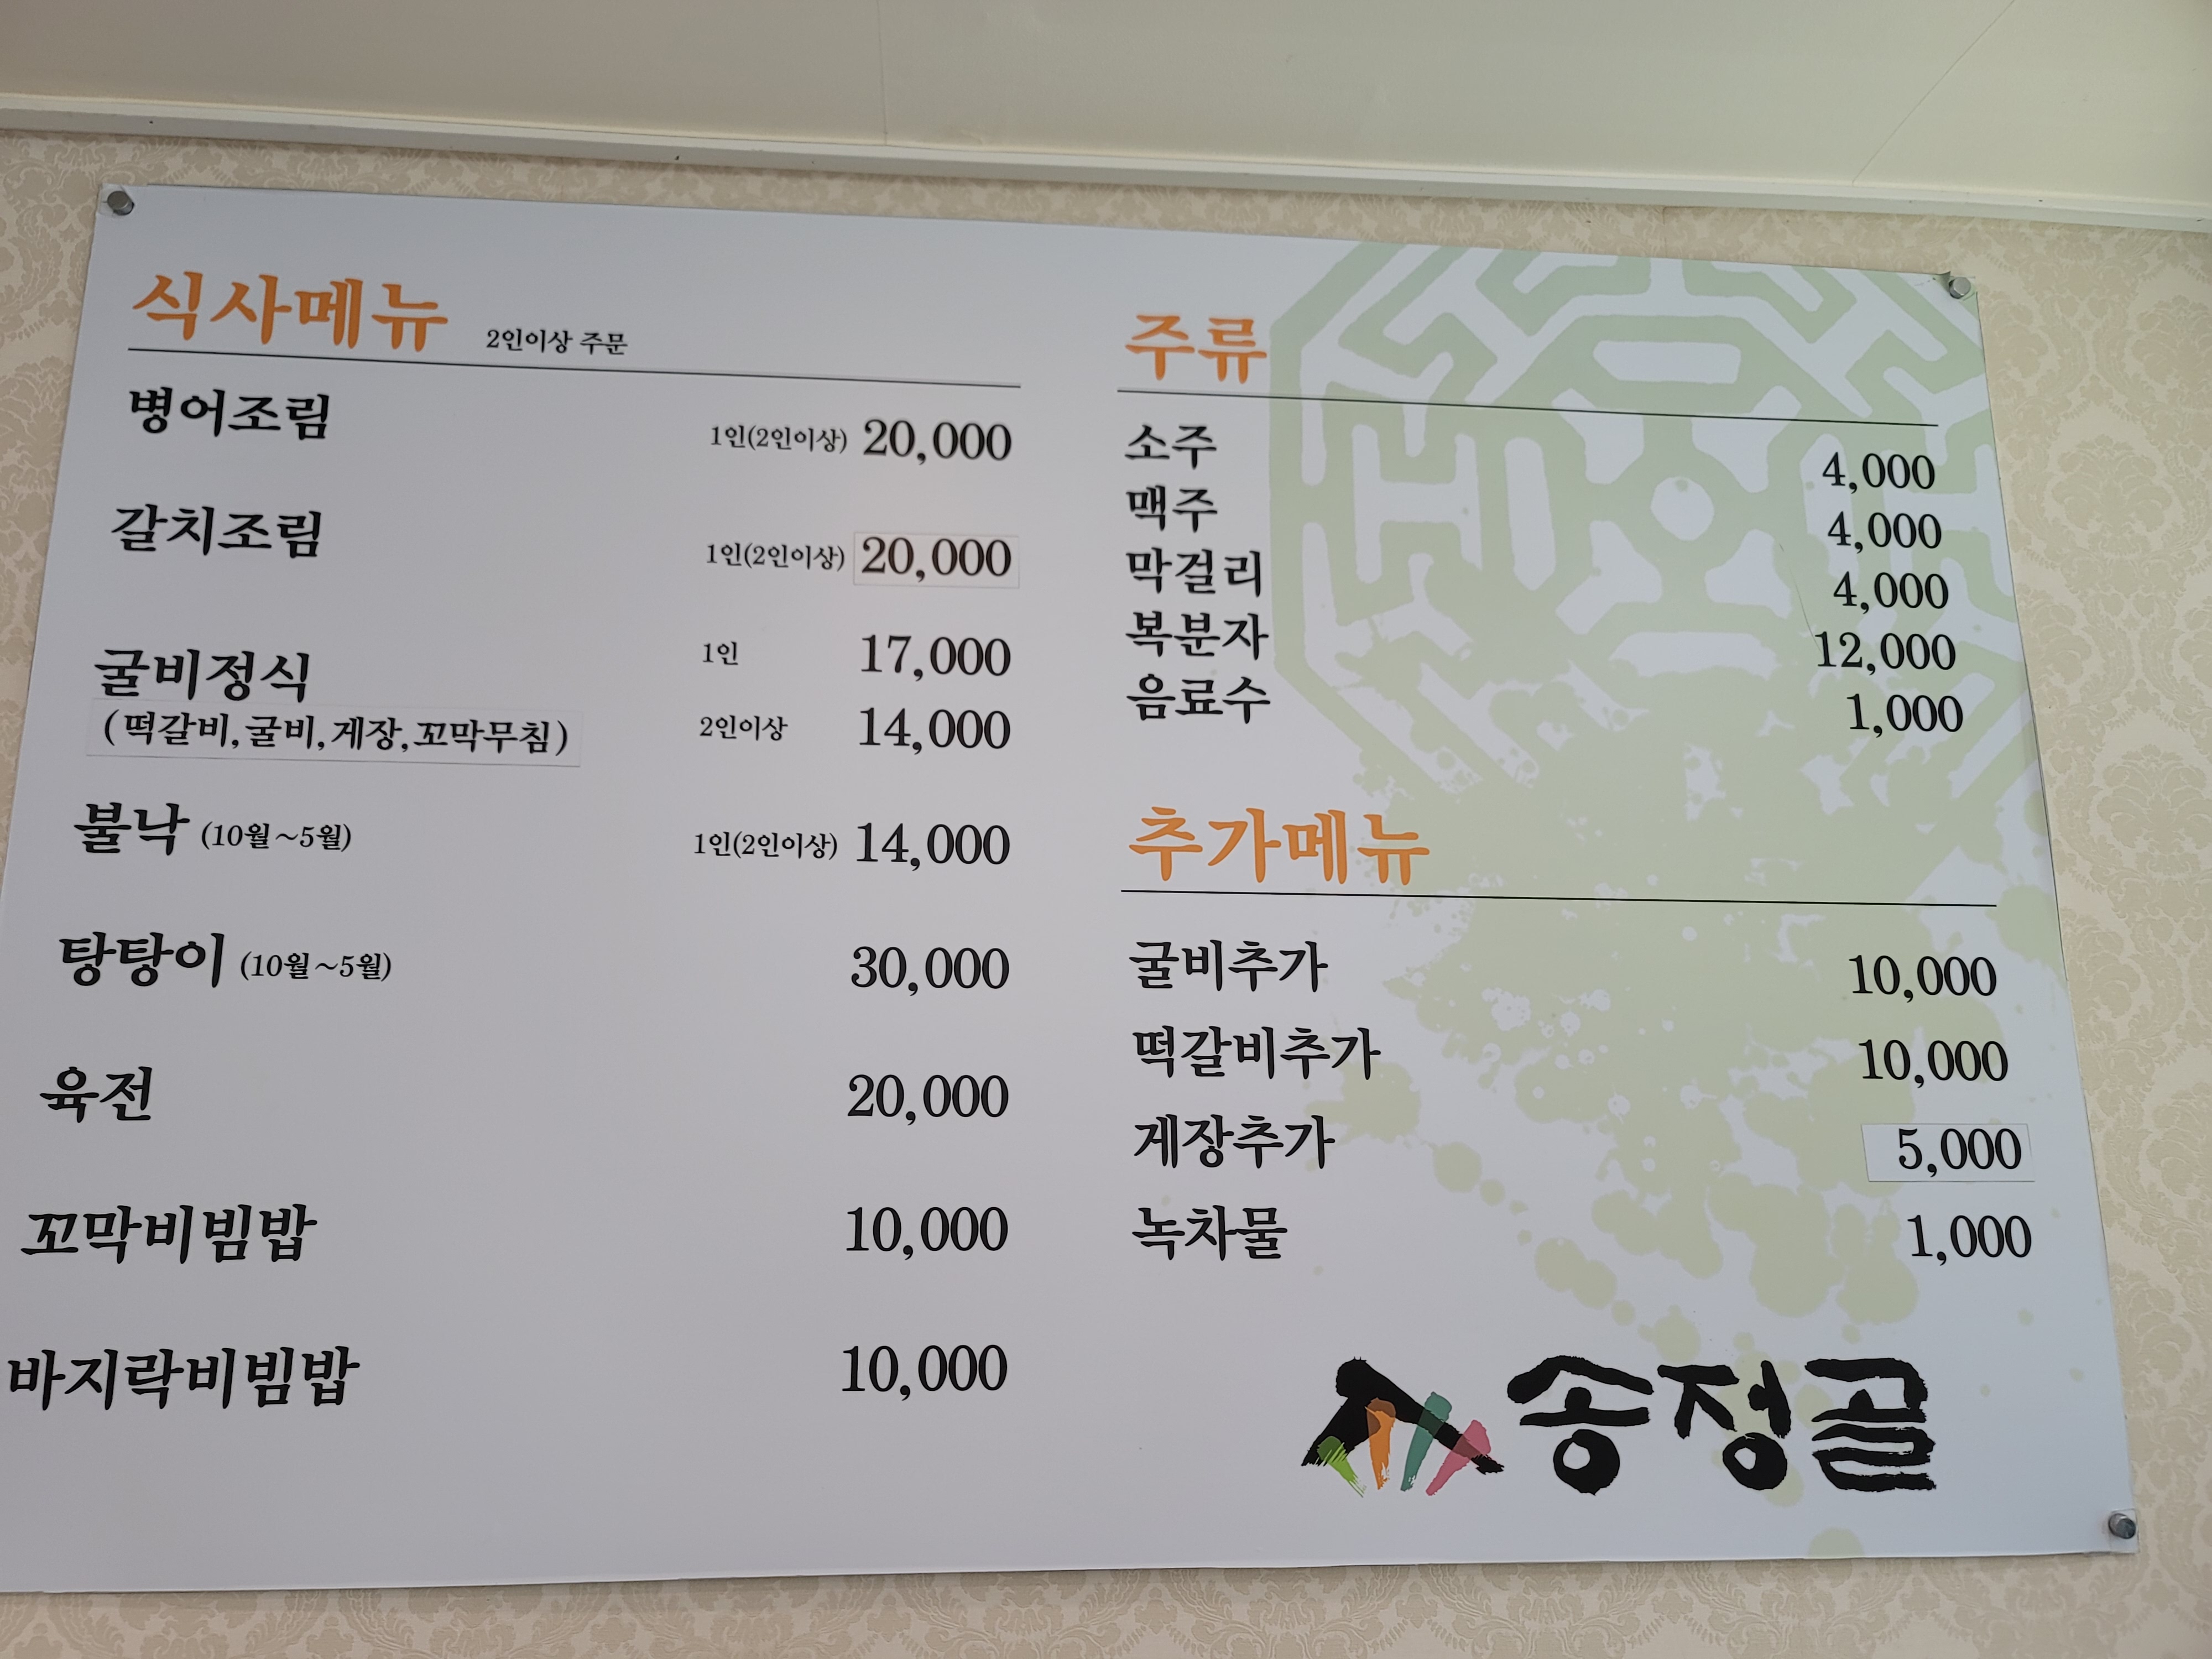 식사메뉴 2인이상 주문
병어조림 1인(2인이상) 20,000
갈치조림 1인(2인이상) 20,000
굴비정식 1인 17,000
(떡갈비,굴비,게장,꼬막무침) 2인이상 14,000
불낙 (10월~5월) 1인(2인이상) 14,000
탕탕이 (10월~5월) 30,000
육전 20,000
꼬막비빔밥 10,000
바지락비빔밥 10,000
주류
소주 4,000
맥주 4,000
막걸리 4,000
복분자 12,000
음료수 1,000
추가메뉴
굴비추가 10,000
떡갈비추가 10,000
게장추가 5,000
녹차물 1,000
송정골